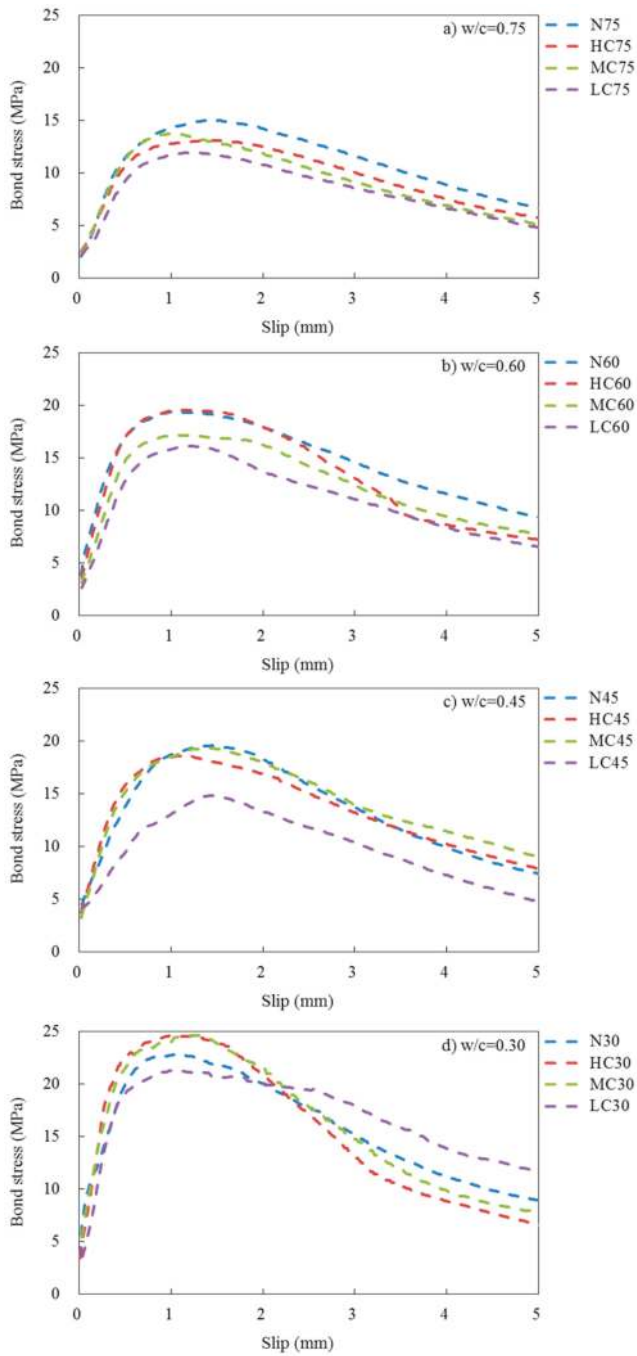 a) w/c=0.75
N75
HC75
MC75
LC75
Bond stress (MPa)
25
20
15
10
5
0
0 1 2 3 4 5
Slip (mm)
b) w/c=0.60
N60
HC60
MC60
LC60
Bond stress (MPa)
25
20
15
10
5
0
0 1 2 3 4 5
Slip (mm)
c) w/c=0.45
N45
HC45
MC45
LC45
Bond stress (MPa)
25
20
15
10
5
0
0 1 2 3 4 5
Slip (mm)
d) w/c=0.30
N30
HC30
MC30
LC30
Bond stress (MPa)
25
20
15
10
5
0
0 1 2 3 4 5
Slip (mm)